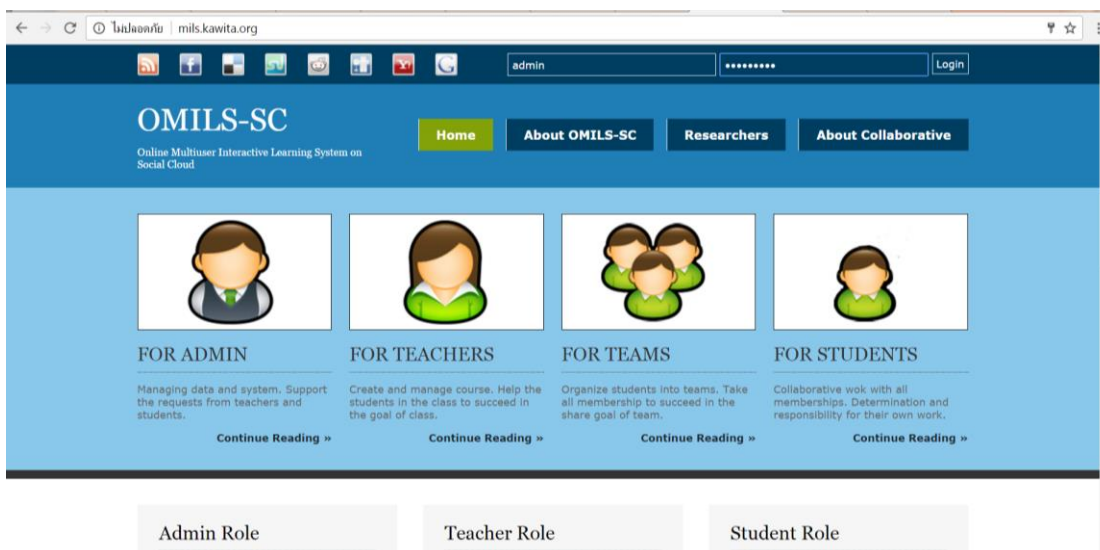 ไม่ปลอดภัย mils.kawita.org
admin ••••••••• Login
OMILS-SC
Online Multiuser Interactive Learning System on
Social Cloud
Home About OMILS-SC Researchers About Collaborative
FOR ADMIN
Managing data and system. Support
the requests from teachers and
students.
Continue Reading »
FOR TEACHERS
Create and manage course. Help the
students in the class to succeed in
the goal of class.
Continue Reading »
FOR TEAMS
Organize students into teams. Take
all membership to succeed in the
share goal of team.
Continue Reading »
FOR STUDENTS
Collaborative wok with all
memberships. Determination and
responsibility for their own work.
Continue Reading »
Admin Role
Teacher Role
Student Role